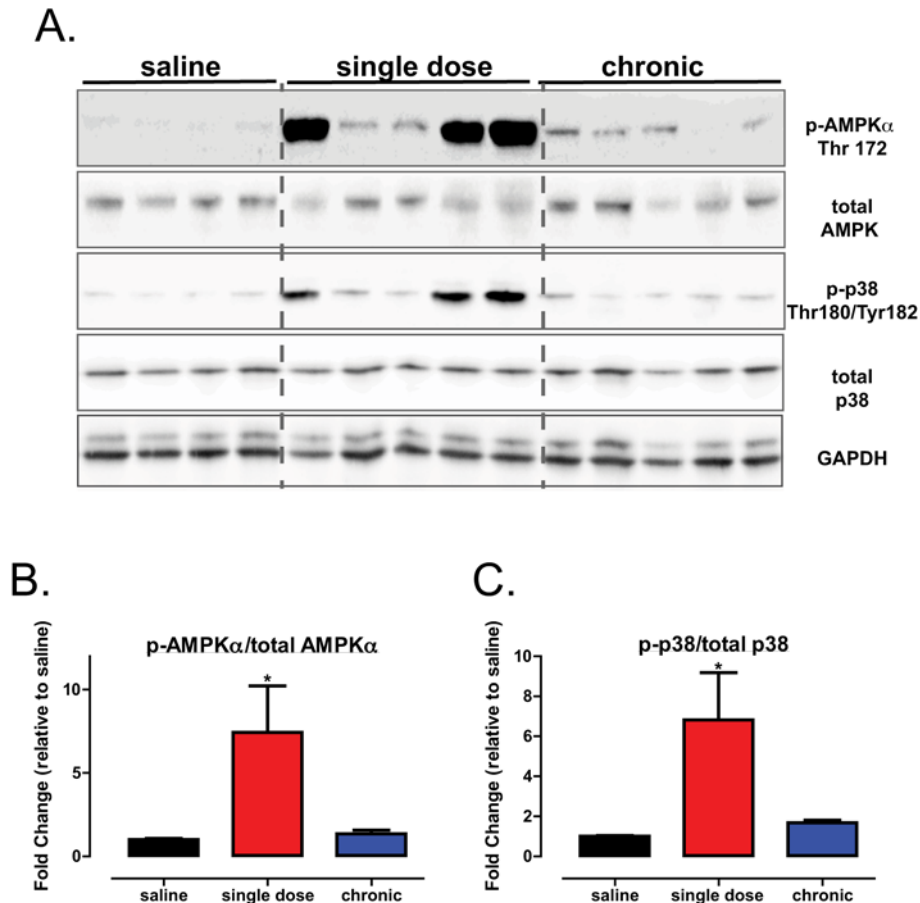 A.
saline single dose chronic
p-AMPKα
Thr 172
total
AMPK
p-p38
Thr180/Tyr182
total
p38
GAPDH
B.
p-AMPKα/total AMPKα
Fold Change (relative to saline)
10
5
0
*
saline single dose chronic
C.
p-p38/total p38
Fold Change (relative to saline)
10
8
6
4
2
0
*
saline single dose chronic